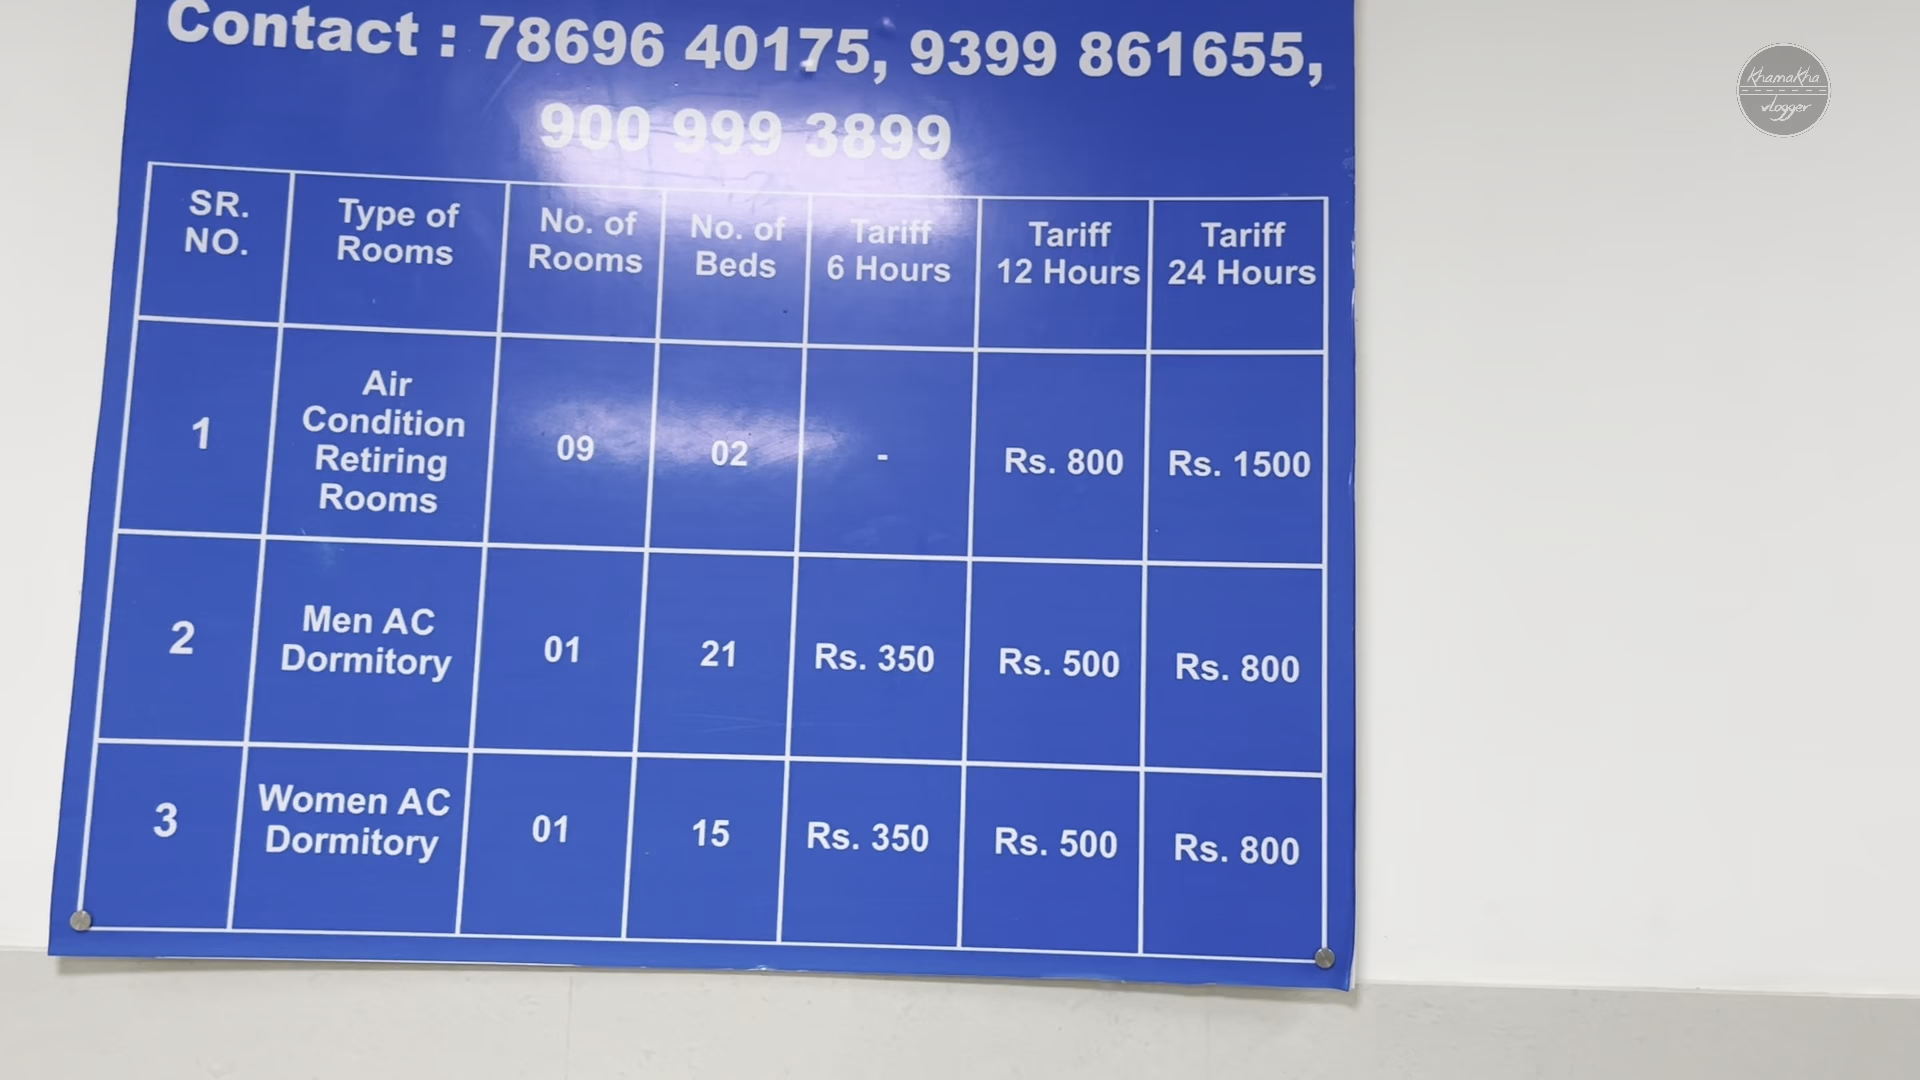 Contact : 78696 40175, 9399 861655,
900 999 3899
SR. NO. Type of Rooms No. of Rooms No. of Beds Tariff 6 Hours Tariff 12 Hours Tariff 24 Hours
1 Air Condition Retiring Rooms 09 02 - Rs. 800 Rs. 1500
2 Men AC Dormitory 01 21 Rs. 350 Rs. 500 Rs. 800
3 Women AC Dormitory 01 15 Rs. 350 Rs. 500 Rs. 800
KhamaKha
vlogger